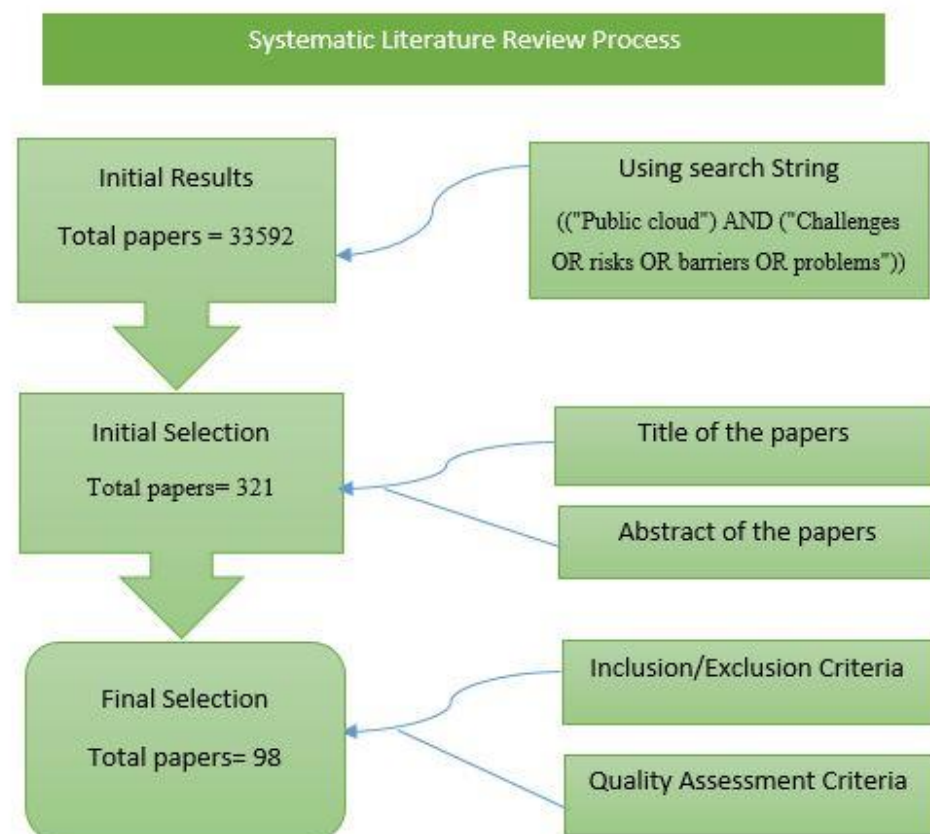 Systematic Literature Review Process
Initial Results
Total papers = 33592
Using search String
(("Public cloud") AND ("Challenges
OR risks OR barriers OR problems"))
Initial Selection
Total papers= 321
Title of the papers
Abstract of the papers
Final Selection
Total papers= 98
Inclusion/Exclusion Criteria
Quality Assessment Criteria